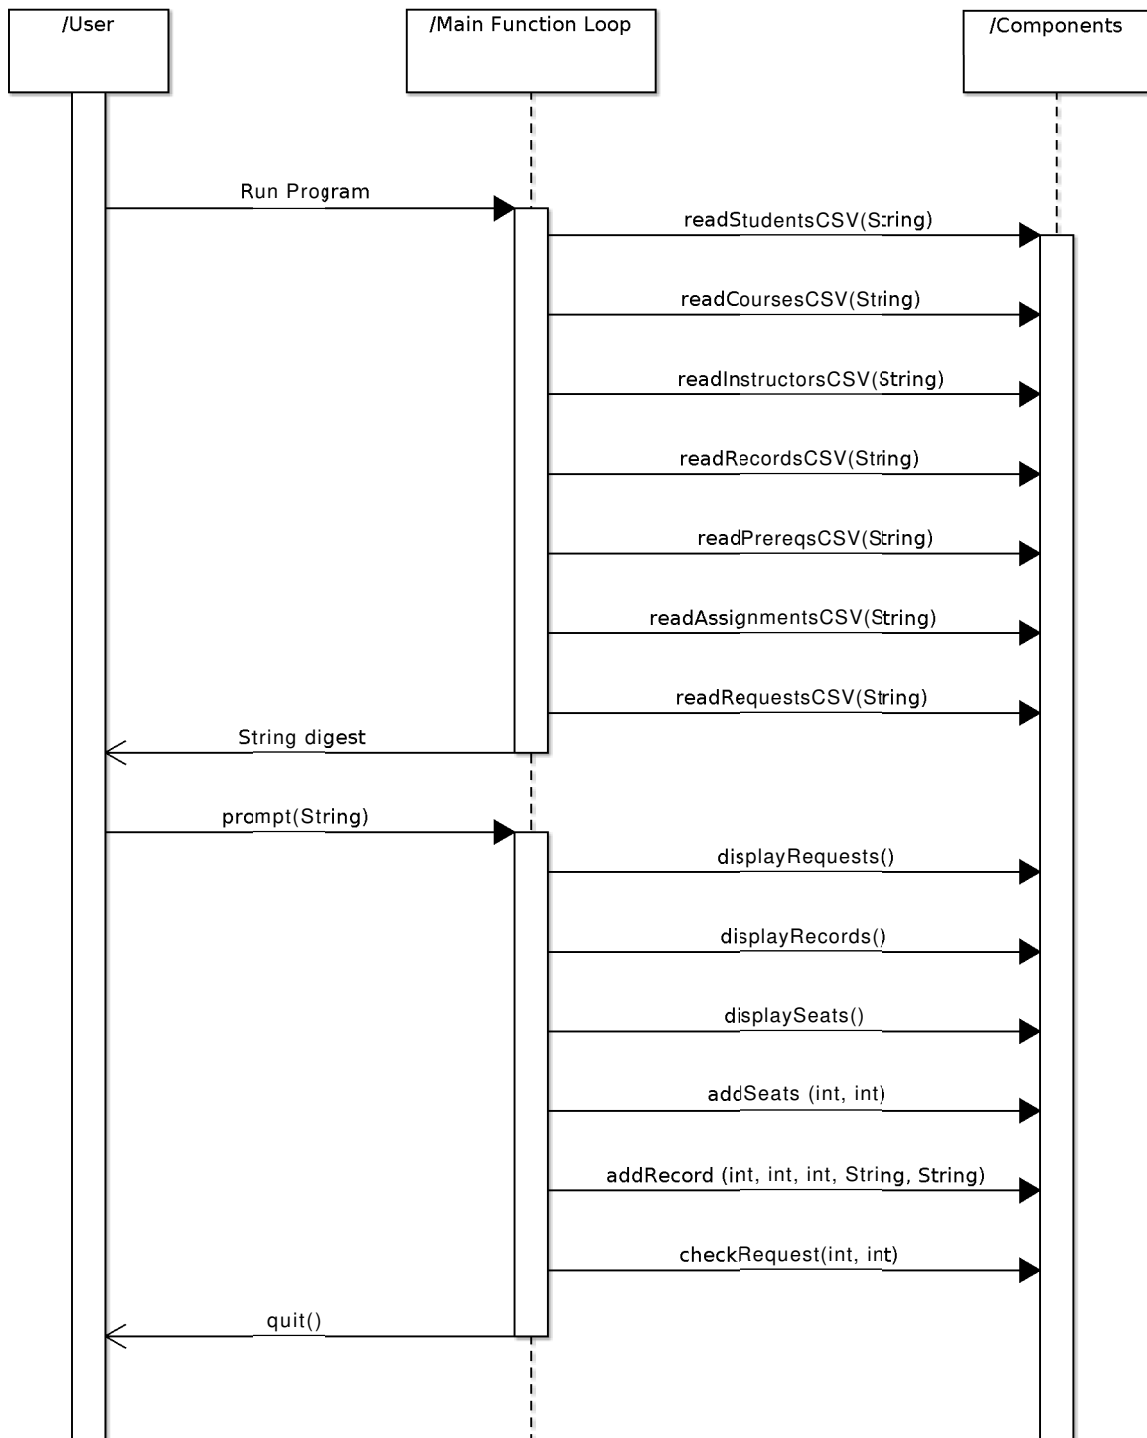 /User
/Main Function Loop
/Components
Run Program
readStudentsCSV(String)
readCoursesCSV(String)
readInstructorsCSV(String)
readRecordsCSV(String)
readPrereqsCSV(String)
readAssignmentsCSV(String)
readRequestsCSV(String)
String digest
prompt(String)
displayRequests()
displayRecords()
displaySeats()
addSeats (int, int)
addRecord (int, int, int, String, String)
checkRequest(int, int)
quit()